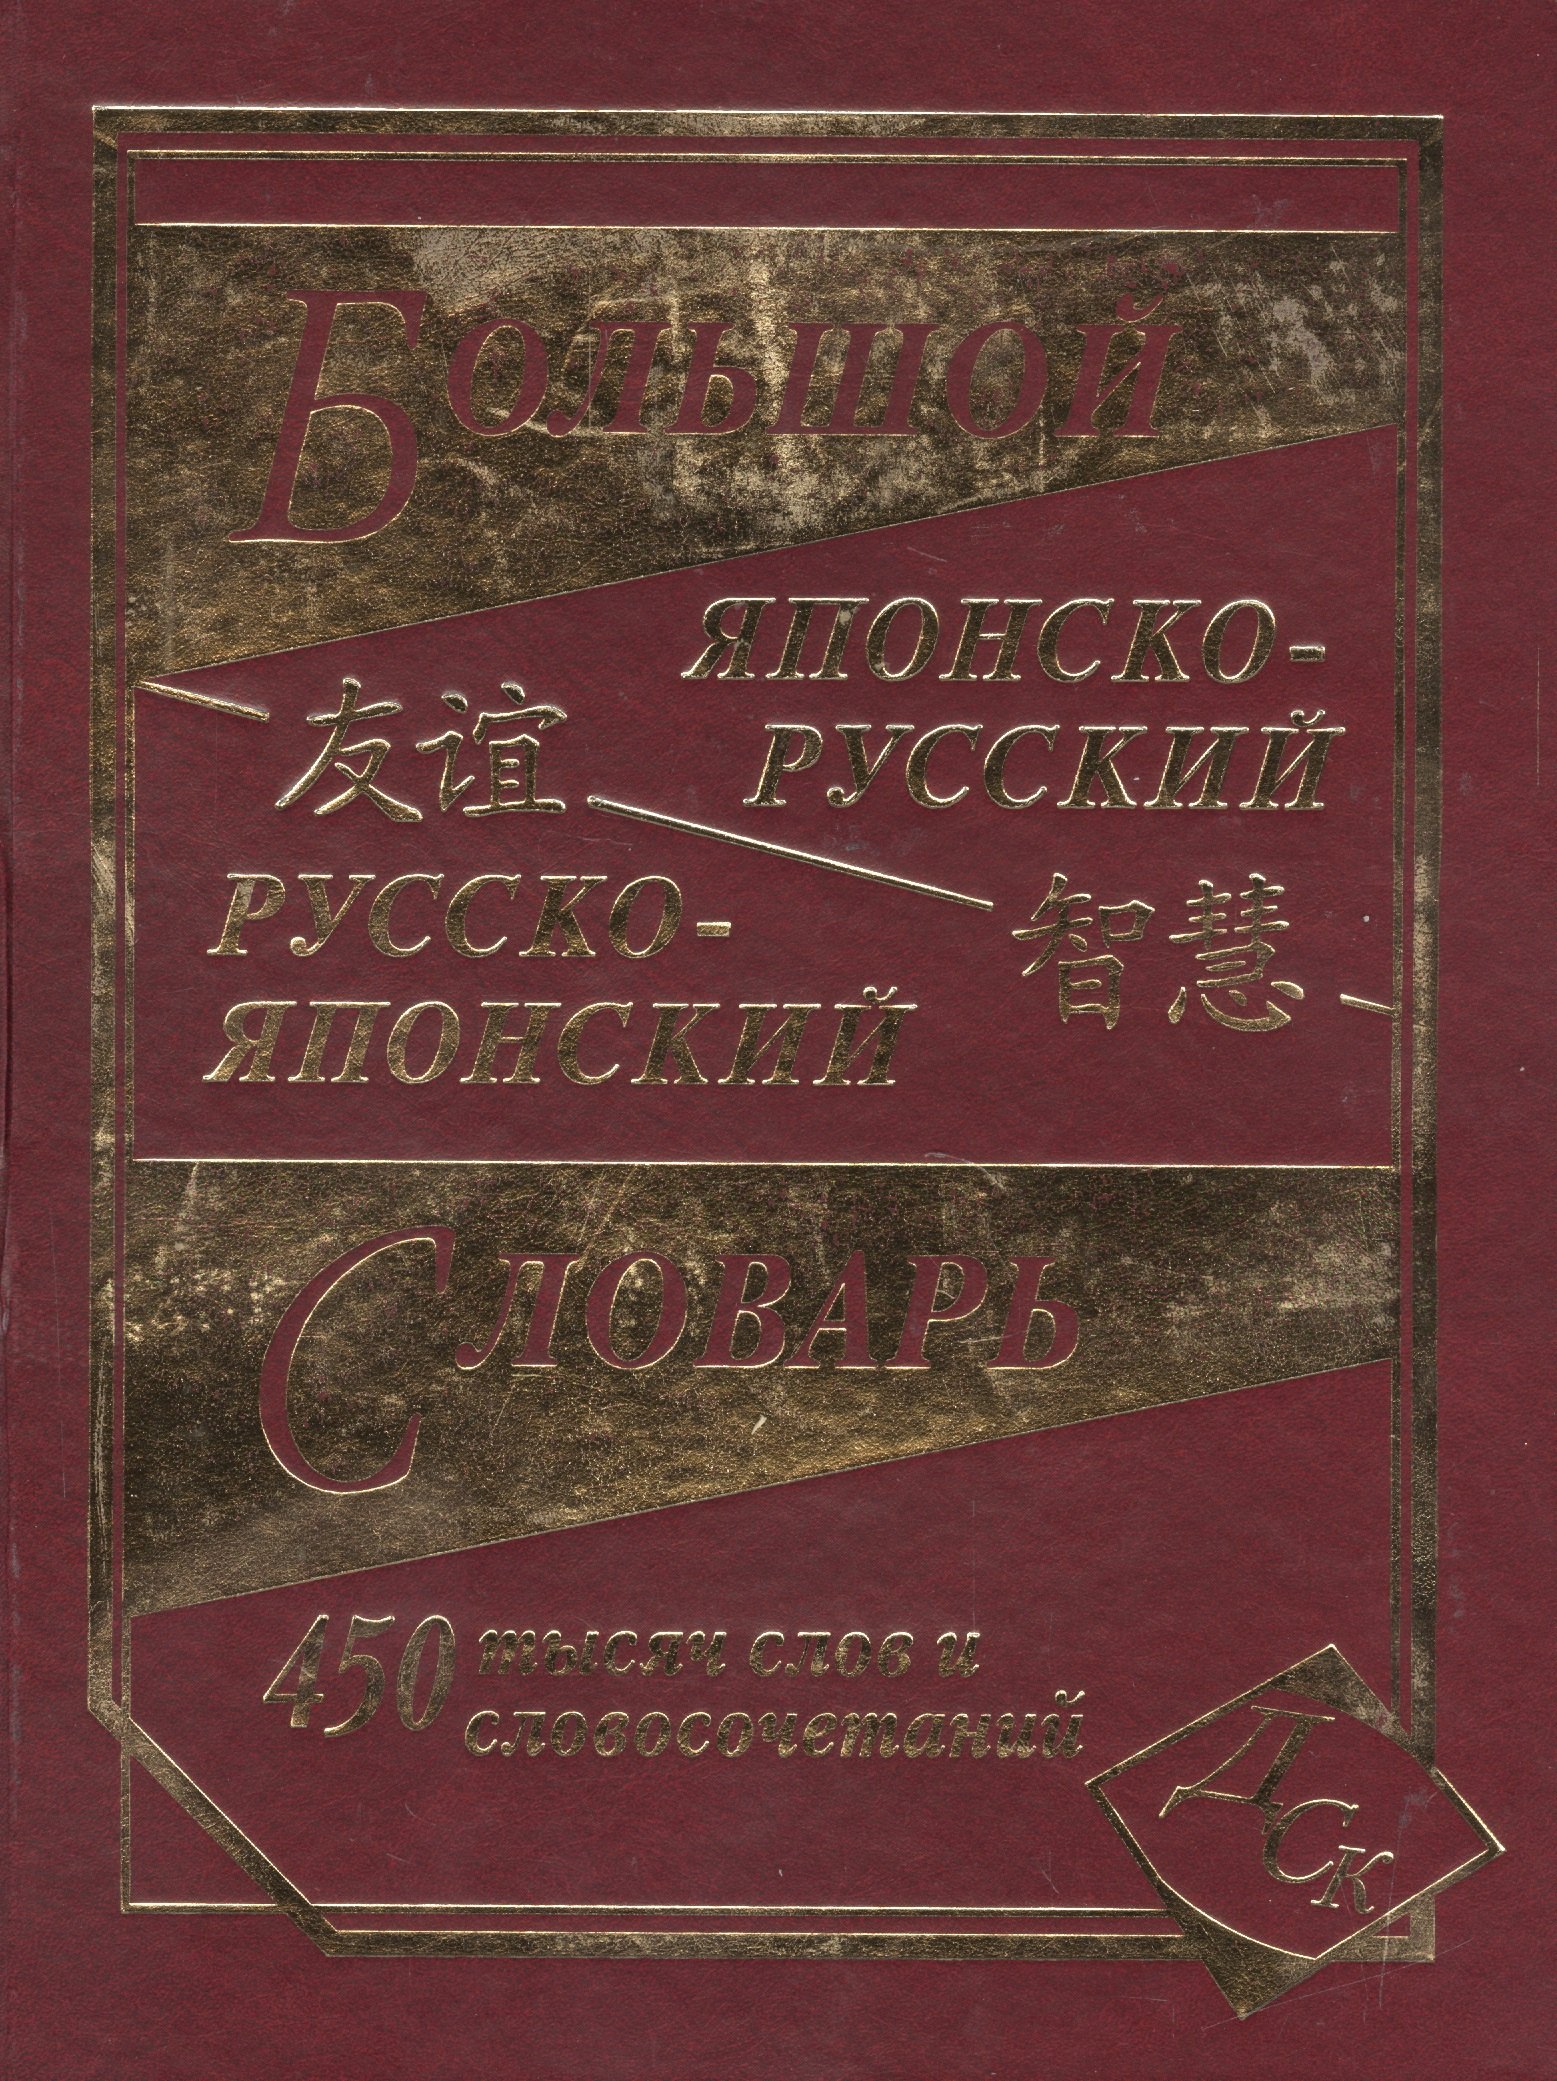 Большой
японско-
русский
友谊
русско-
японский
智慧
Словарь
450 тысяч слов и
словосочетаний
ДСК